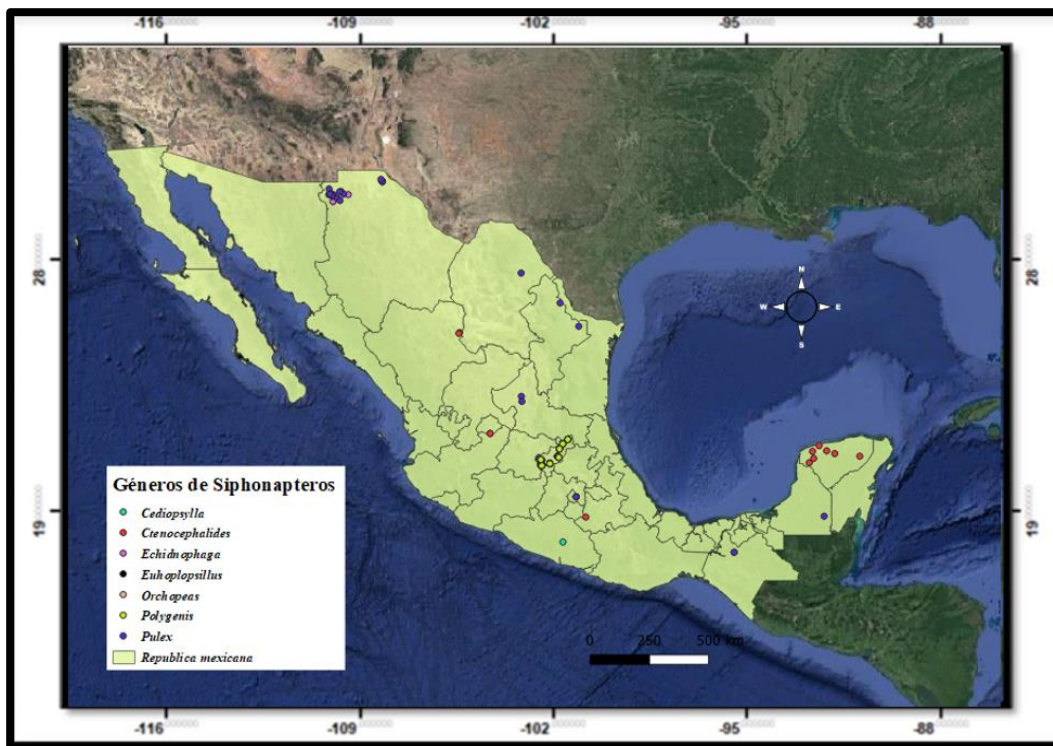 -116 -109 -102 -95 -88
28 28
N
W E
S
19 19
Géneros de Siphonapteros
Cediopsylla
Ctenocephalides
Echidnophaga
Euhoplopsillus
Orchopeas
Polygenis
Pulex
Republica mexicana
0 250 500 km
-116 -109 -102 -95 -88